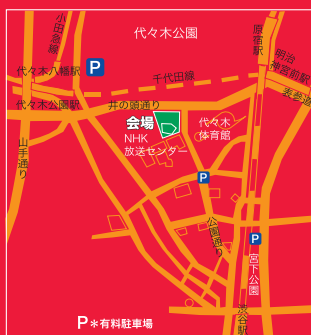 小田急線
代々木公園
原宿駅
代々木八幡駅
P
明治
神宮前駅
千代田線
表参道
代々木公園駅
井の頭通り
会場
NHK
放送センター
代々木
体育館
山手通り
P
公園通り
P
宮下公園
渋谷駅
P＊有料駐車場